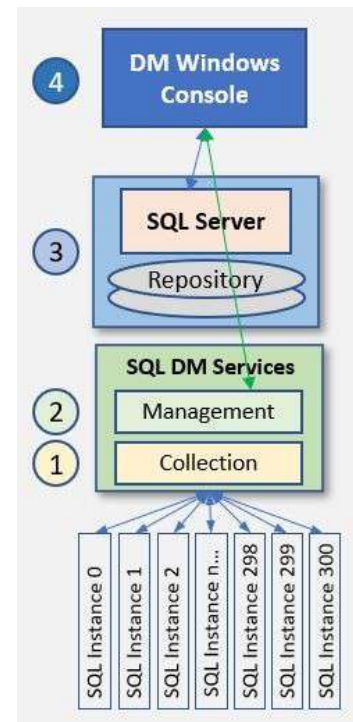 4
DM Windows
Console
3
SQL Server
Repository
SQL DM Services
2
Management
1
Collection
SQL Instance 0
SQL Instance 1
SQL Instance 2
SQL Instance n...
SQL Instance 298
SQL Instance 299
SQL Instance 300